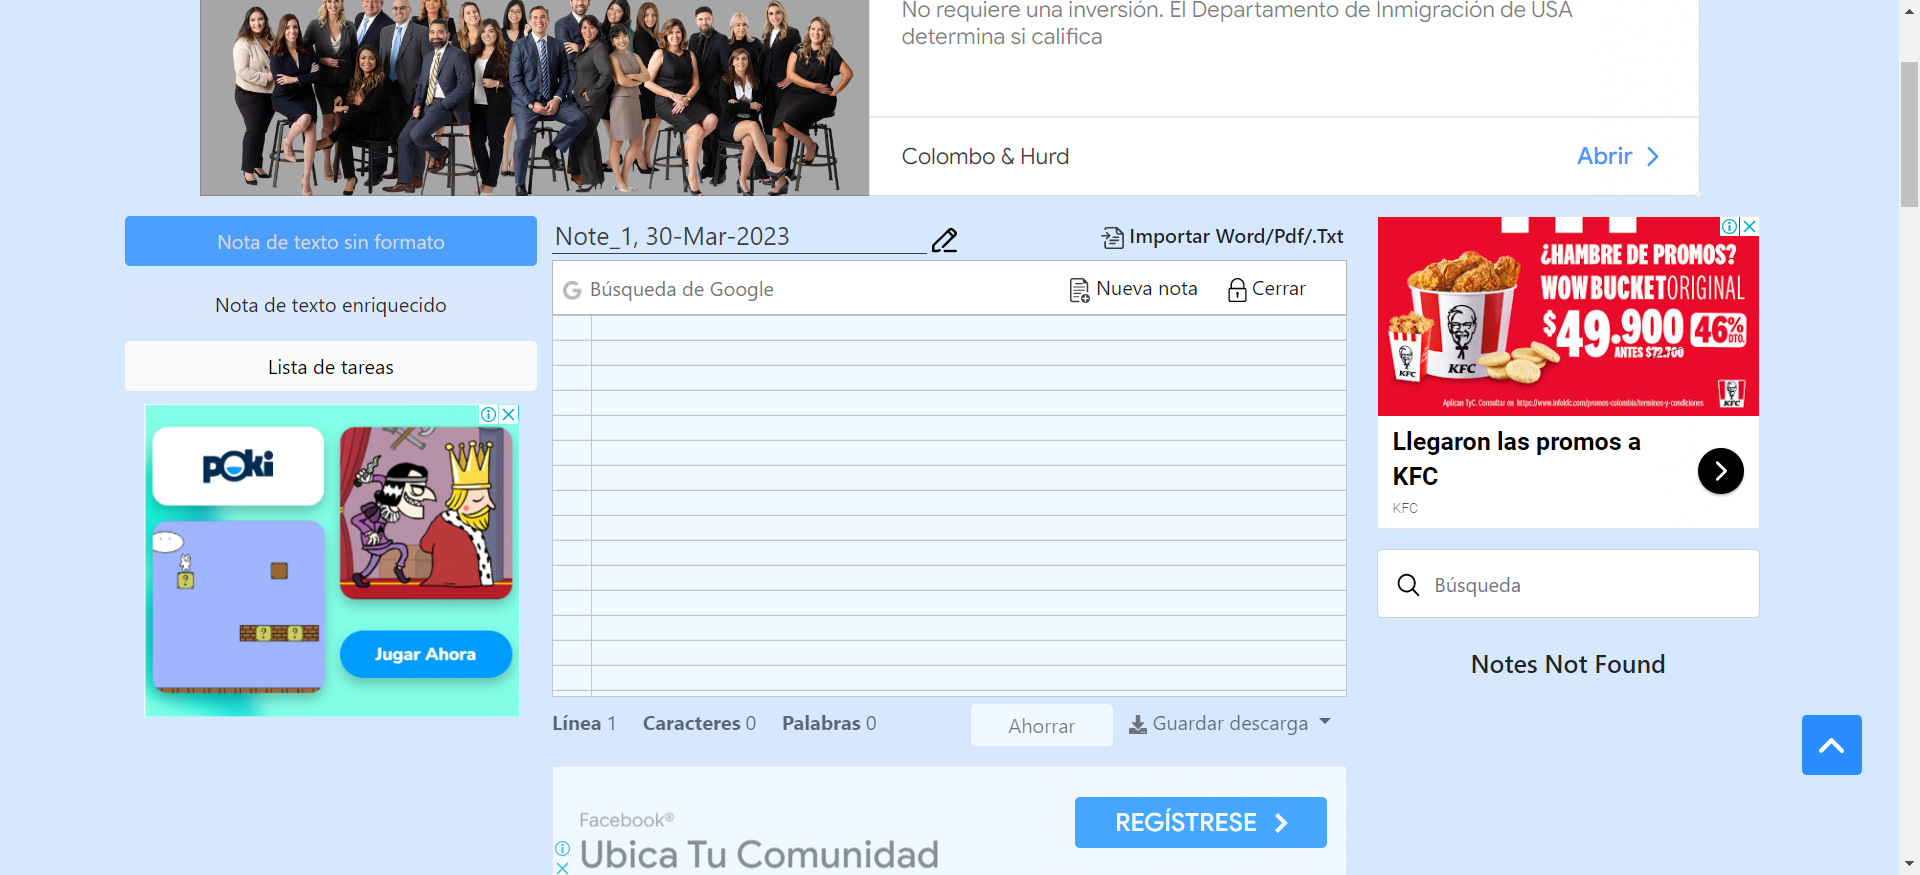 No requiere una inversión. El Departamento de Inmigración de USA
determina si califica
Colombo & Hurd
Abrir
Nota de texto sin formato
Nota de texto enriquecido
Lista de tareas
poki
Jugar Ahora
Note_1, 30-Mar-2023
Importar Word/Pdf/.Txt
Búsqueda de Google
Nueva nota
Cerrar
Línea 1 Caracteres 0 Palabras 0
Ahorrar
Guardar descarga
Facebook®
Ubica Tu Comunidad
REGÍSTRESE
¿HAMBRE DE PROMOS?
WOW BUCKET ORIGINAL
$49.900 46% DTO.
ANTES $72.700
KFC
KFC
KFC
Aplican TyC. Consultar en https://www.infokfc.com/promos-colombia/terminos-y-condiciones
Llegaron las promos a
KFC
KFC
Búsqueda
Notes Not Found